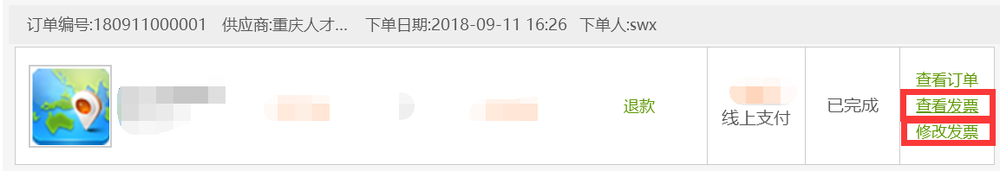 订单编号:180911000001 供应商:重庆人才... 下单日期:2018-09-11 16:26 下单人:swx
退款
线上支付
已完成
查看订单
查看发票
修改发票